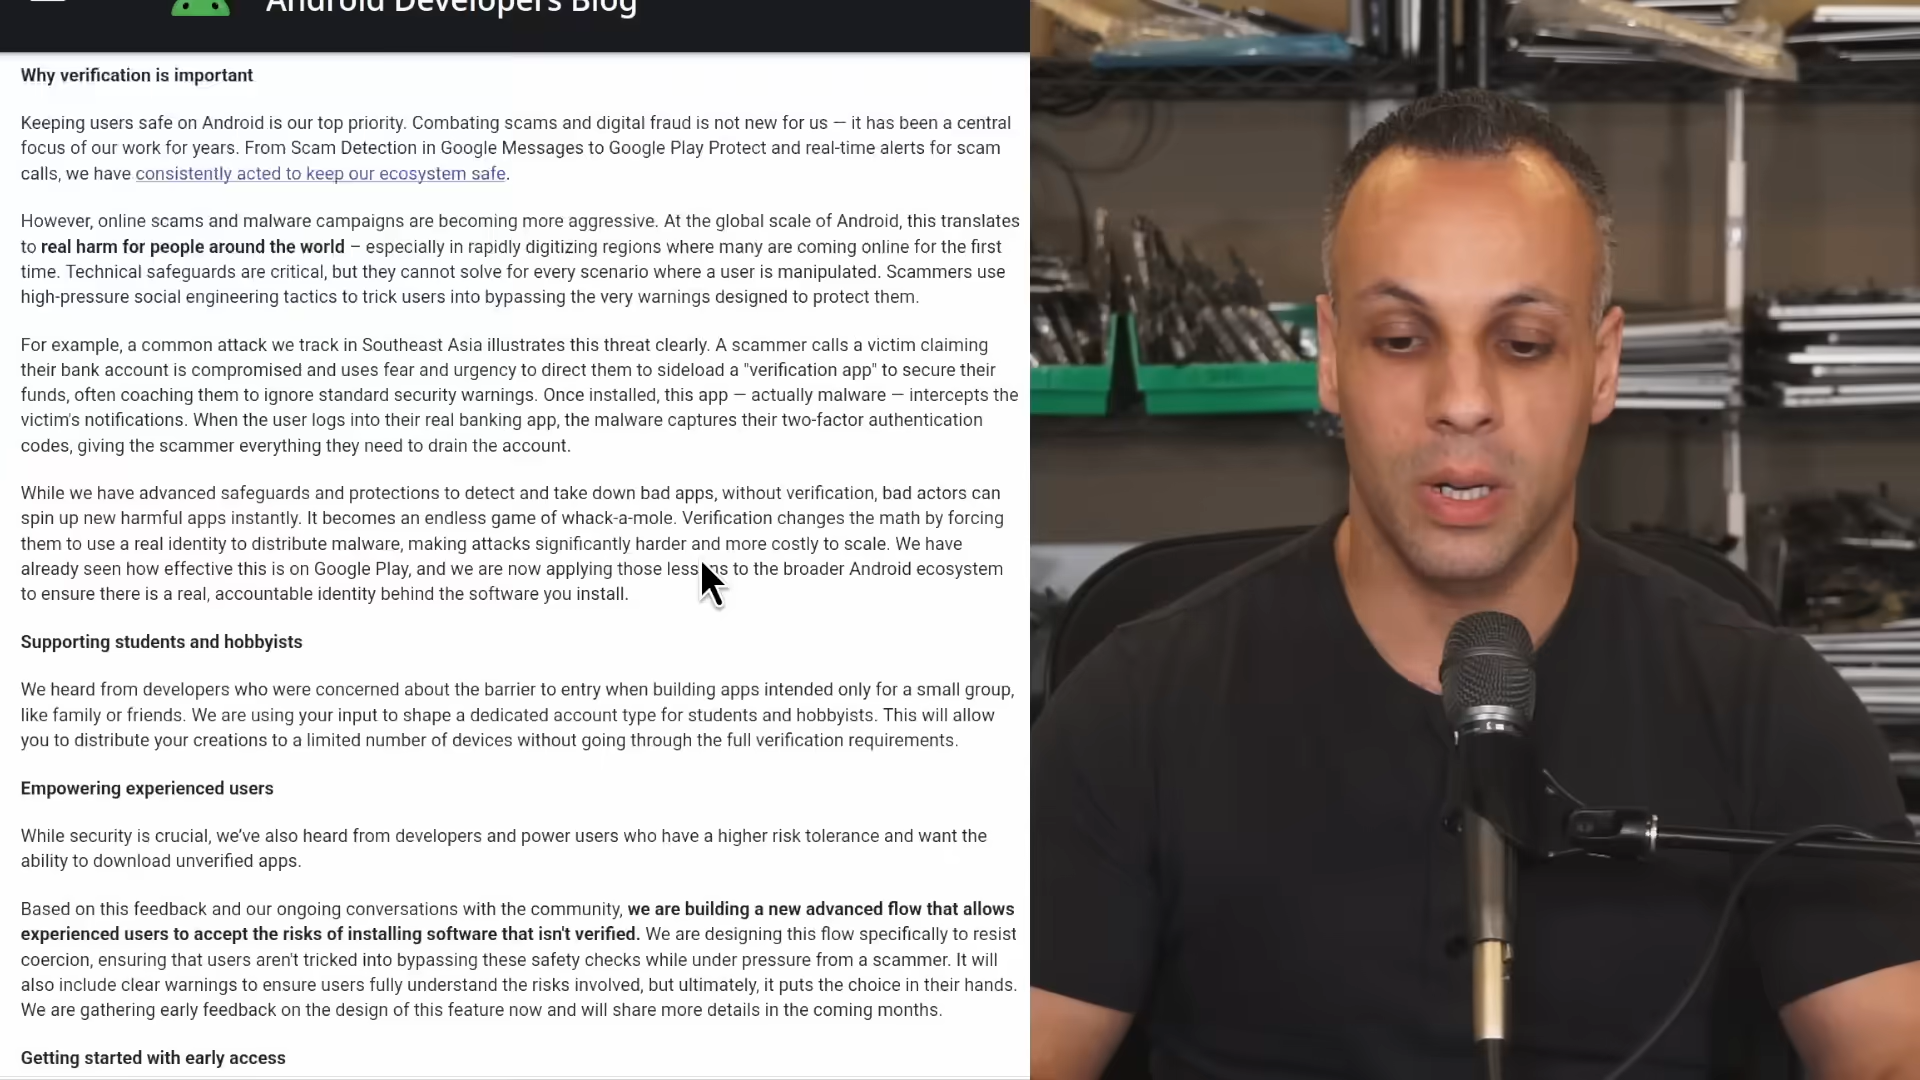 Android Developers Blog
Why verification is important
Keeping users safe on Android is our top priority. Combating scams and digital fraud is not new for us — it has been a central
focus of our work for years. From Scam Detection in Google Messages to Google Play Protect and real-time alerts for scam
calls, we have consistently acted to keep our ecosystem safe.
However, online scams and malware campaigns are becoming more aggressive. At the global scale of Android, this translates
to real harm for people around the world – especially in rapidly digitizing regions where many are coming online for the first
time. Technical safeguards are critical, but they cannot solve for every scenario where a user is manipulated. Scammers use
high-pressure social engineering tactics to trick users into bypassing the very warnings designed to protect them.
For example, a common attack we track in Southeast Asia illustrates this threat clearly. A scammer calls a victim claiming
their bank account is compromised and uses fear and urgency to direct them to sideload a "verification app" to secure their
funds, often coaching them to ignore standard security warnings. Once installed, this app — actually malware — intercepts the
victim's notifications. When the user logs into their real banking app, the malware captures their two-factor authentication
codes, giving the scammer everything they need to drain the account.
While we have advanced safeguards and protections to detect and take down bad apps, without verification, bad actors can
spin up new harmful apps instantly. It becomes an endless game of whack-a-mole. Verification changes the math by forcing
them to use a real identity to distribute malware, making attacks significantly harder and more costly to scale. We have
already seen how effective this is on Google Play, and we are now applying those lessons to the broader Android ecosystem
to ensure there is a real, accountable identity behind the software you install.
Supporting students and hobbyists
We heard from developers who were concerned about the barrier to entry when building apps intended only for a small group,
like family or friends. We are using your input to shape a dedicated account type for students and hobbyists. This will allow
you to distribute your creations to a limited number of devices without going through the full verification requirements.
Empowering experienced users
While security is crucial, we’ve also heard from developers and power users who have a higher risk tolerance and want the
ability to download unverified apps.
Based on this feedback and our ongoing conversations with the community, we are building a new advanced flow that allows
experienced users to accept the risks of installing software that isn't verified. We are designing this flow specifically to resist
coercion, ensuring that users aren't tricked into bypassing these safety checks while under pressure from a scammer. It will
also include clear warnings to ensure users fully understand the risks involved, but ultimately, it puts the choice in their hands.
We are gathering early feedback on the design of this feature now and will share more details in the coming months.
Getting started with early access